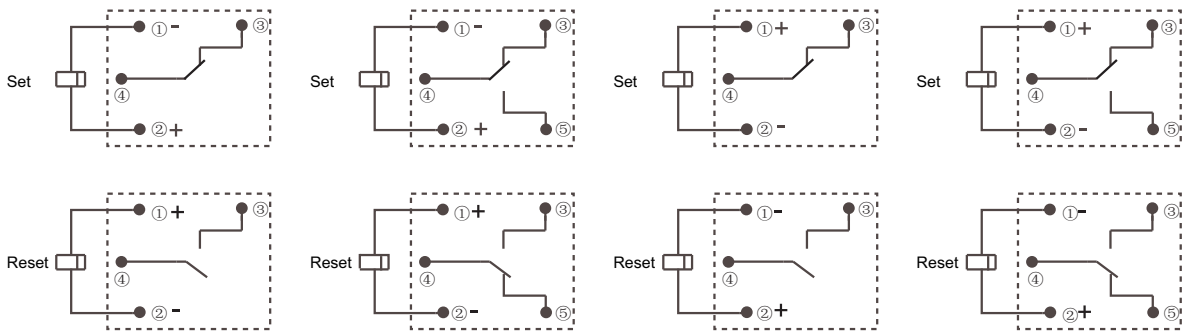 ①- ③ ①- ③ ①+ ③ ①+ ③
Set Set Set Set
④ ④ ④ ④
②+ ②+ ⑤ ②- ②- ⑤
①+ ③ ①+ ③ ①- ③ ①- ③
Reset Reset Reset Reset
④ ④ ④ ④
②- ②- ⑤ ②+ ②+ ⑤